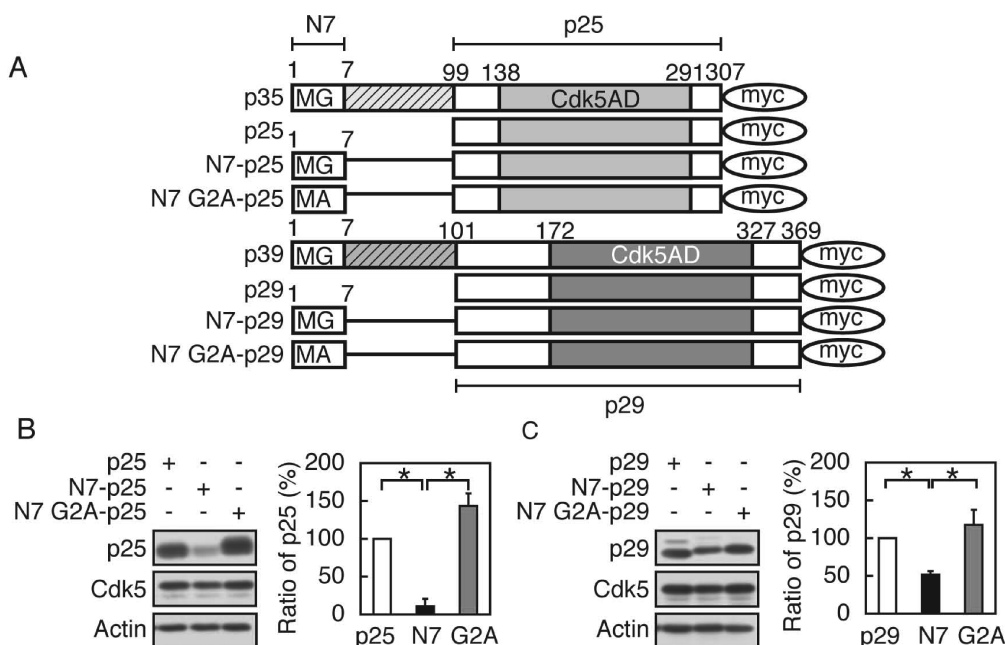 N7 p25
A
1 7 99 138 291 307
p35 MG Cdk5AD myc
p25 myc
1 7
N7-p25 MG myc
N7 G2A-p25 MA myc
1 7 101 172 327 369
p39 MG Cdk5AD myc
p29 myc
1 7
N7-p29 MG myc
N7 G2A-p29 MA myc
p29
B
p25 + - -
N7-p25 - + -
N7 G2A-p25 - - +
p25
Cdk5
Actin
Ratio of p25 (%)
200
150
100
50
0
* *
p25 N7 G2A
C
p29 + - -
N7-p29 - + -
N7 G2A-p29 - - +
p29
Cdk5
Actin
Ratio of p29 (%)
200
150
100
50
0
* *
p29 N7 G2A